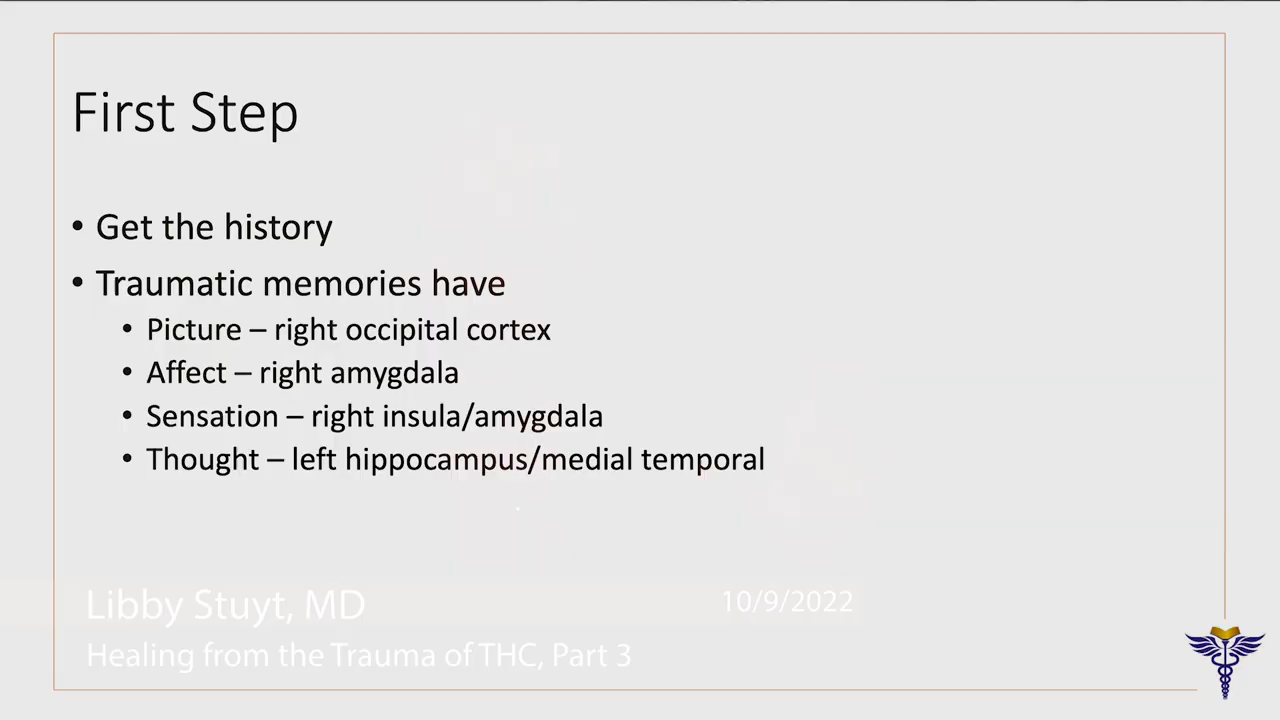 First Step
• Get the history
• Traumatic memories have
• Picture – right occipital cortex
• Affect – right amygdala
• Sensation – right insula/amygdala
• Thought – left hippocampus/medial temporal
Libby Stuyt, MD
10/9/2022
Healing from the Trauma of THC, Part 3